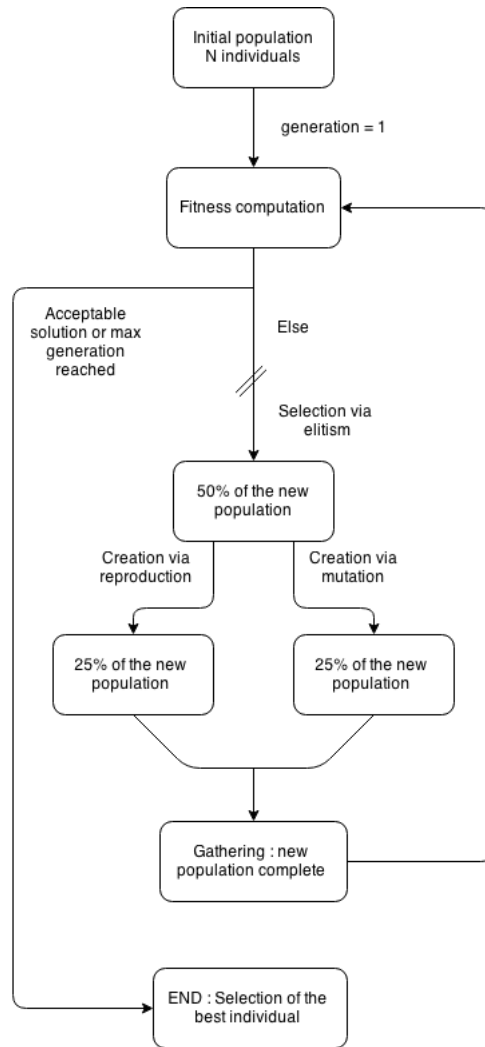 Initial population
N individuals
generation = 1
Fitness computation
Acceptable
solution or max
generation
reached
Else
Selection via
elitism
50% of the new
population
Creation via
reproduction
Creation via
mutation
25% of the new
population
25% of the new
population
Gathering : new
population complete
END : Selection of the
best individual